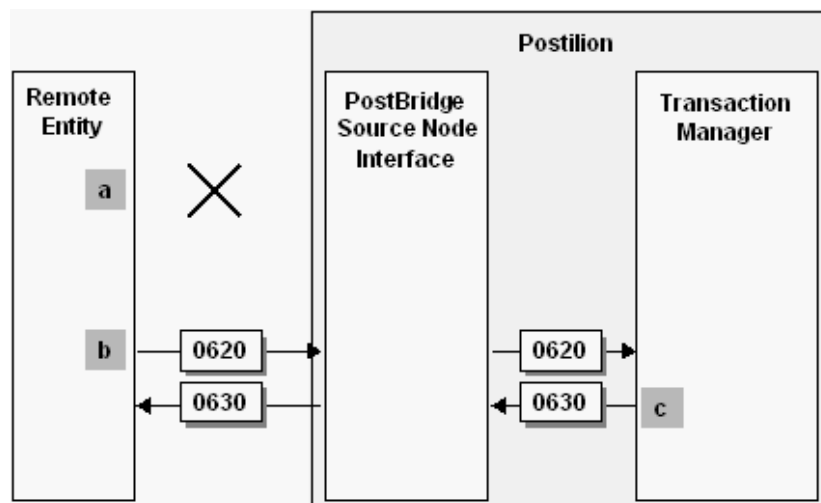 Postilion
Remote
Entity
PostBridge
Source Node
Interface
Transaction
Manager
a
b
0620
0620
0630
0630
c